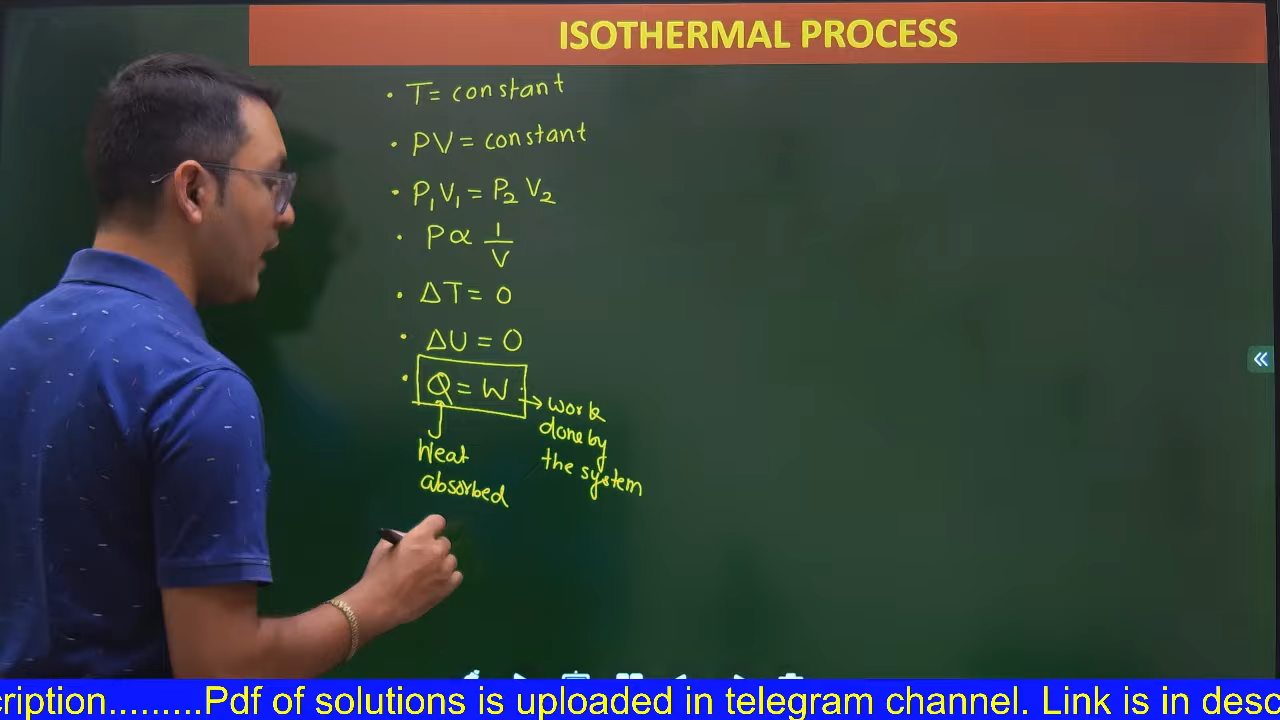 ISOTHERMAL PROCESS
• T = constant
• PV = constant
• P₁V₁ = P₂V₂
• P ∝ 1/V
• ΔT = 0
• ΔU = 0
• Q = W
→ work
done by
the system
Heat
absorbed
cription.........Pdf of solutions is uploaded in telegram channel. Link is in desc